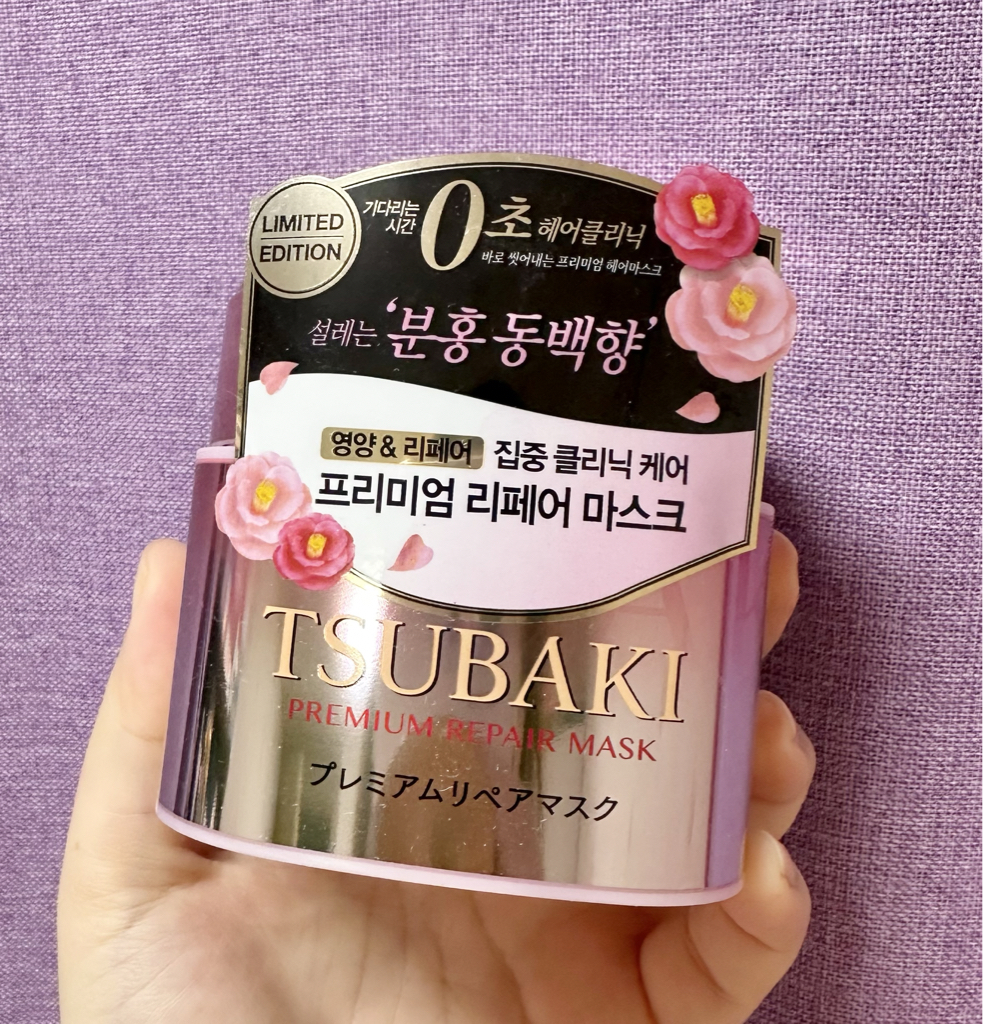 LIMITED
EDITION
기다리는
시간
0초 헤어클리닉
바로 씻어내는 프리미엄 헤어마스크
설레는 ‘분홍 동백향’
영양 & 리페어 집중 클리닉 케어
프리미엄 리페어 마스크
TSUBAKI
PREMIUM REPAIR MASK
プレミアムリペアマスク